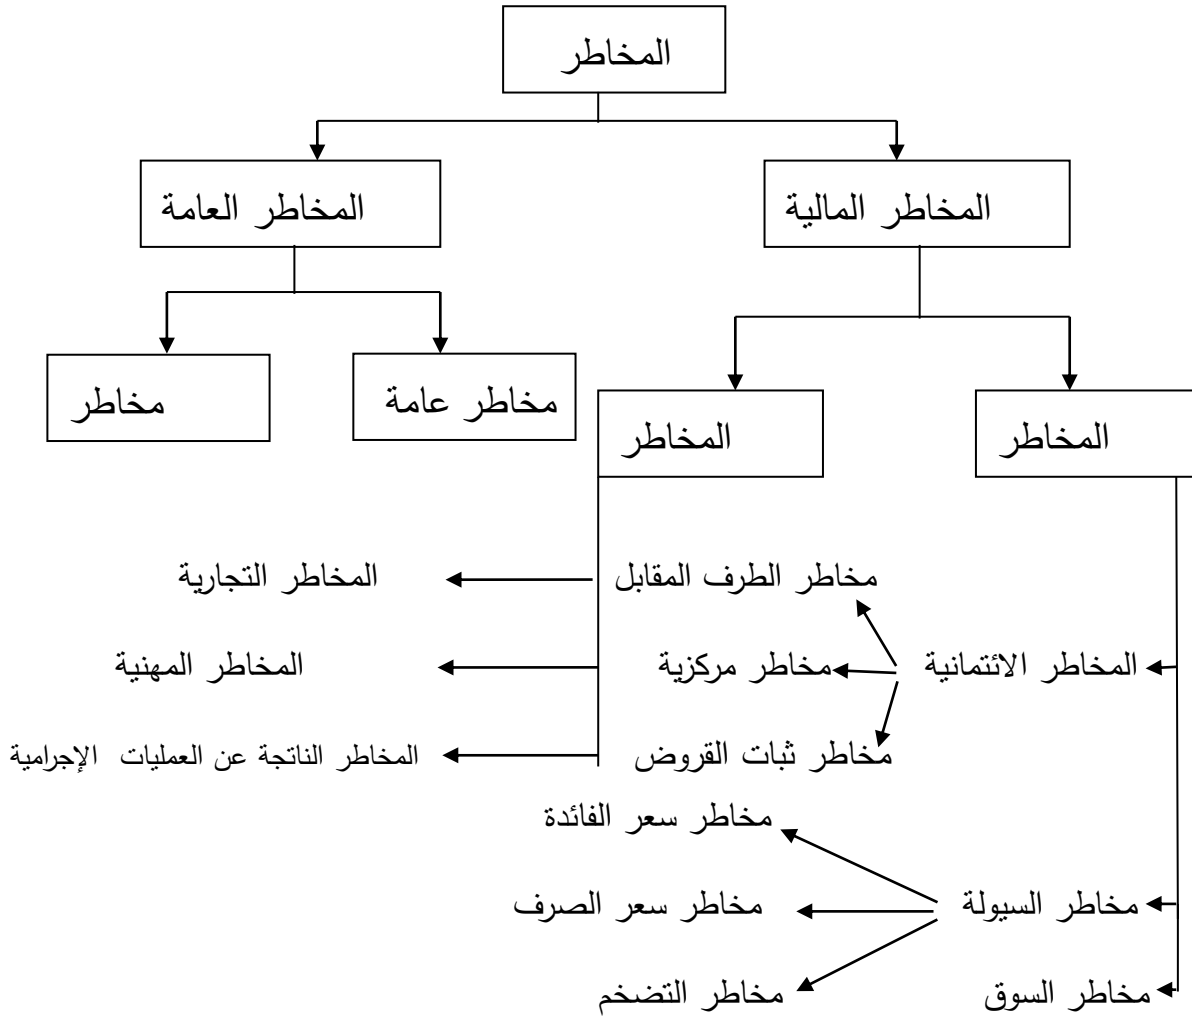 المخاطر
المخاطر المالية
المخاطر العامة
مخاطر عامة
مخاطر
المخاطر
المخاطر
مخاطر الطرف المقابل
المخاطر التجارية
المخاطر الائتمانية
مخاطر مركزية
المخاطر المهنية
مخاطر ثبات القروض
المخاطر الناتجة عن العمليات الإجرامية
مخاطر سعر الفائدة
مخاطر السيولة
مخاطر سعر الصرف
مخاطر السوق
مخاطر التضخم